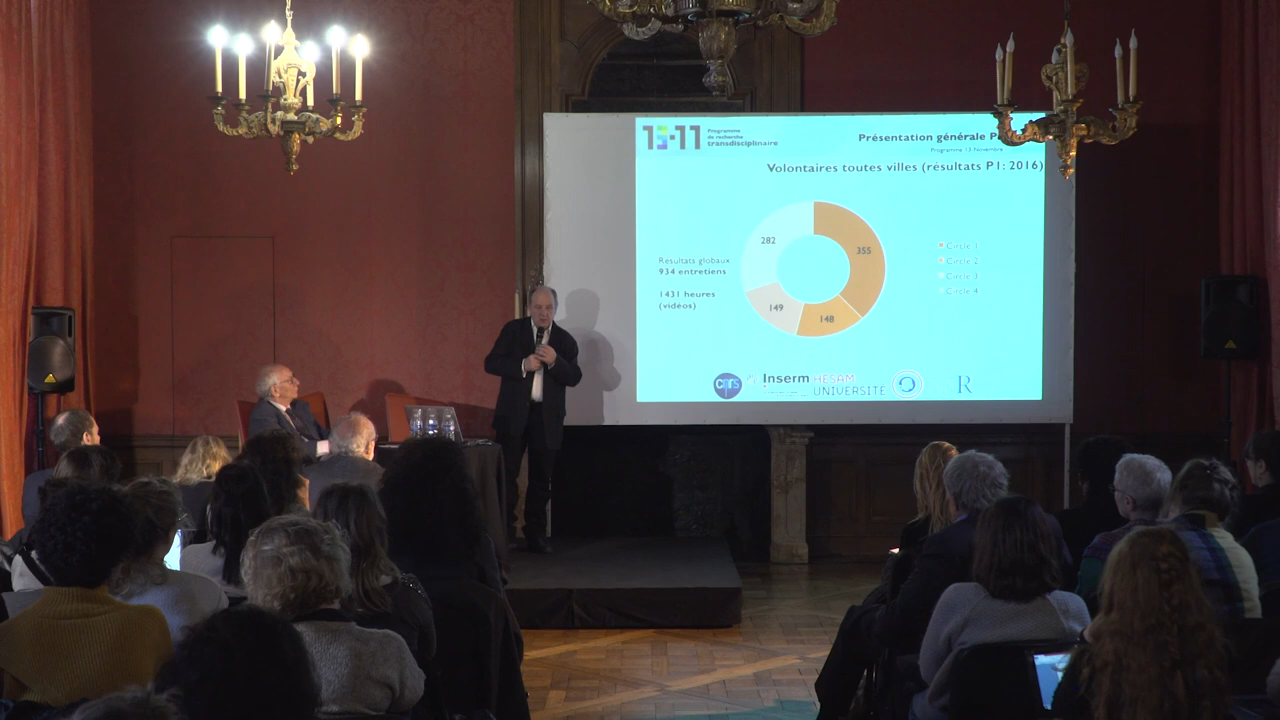 13-11
Programme
de recherche
transdisciplinaire
Présentation générale
Programme 13 Novembre
Volontaires toutes villes (résultats P1: 2016)
282
355
149
148
Résultats globaux
934 entretiens
1431 heures
(vidéos)
Circle 1
Circle 2
Circle 3
Circle 4
cnrs
Inserm
HESAM
UNIVERSITÉ
R